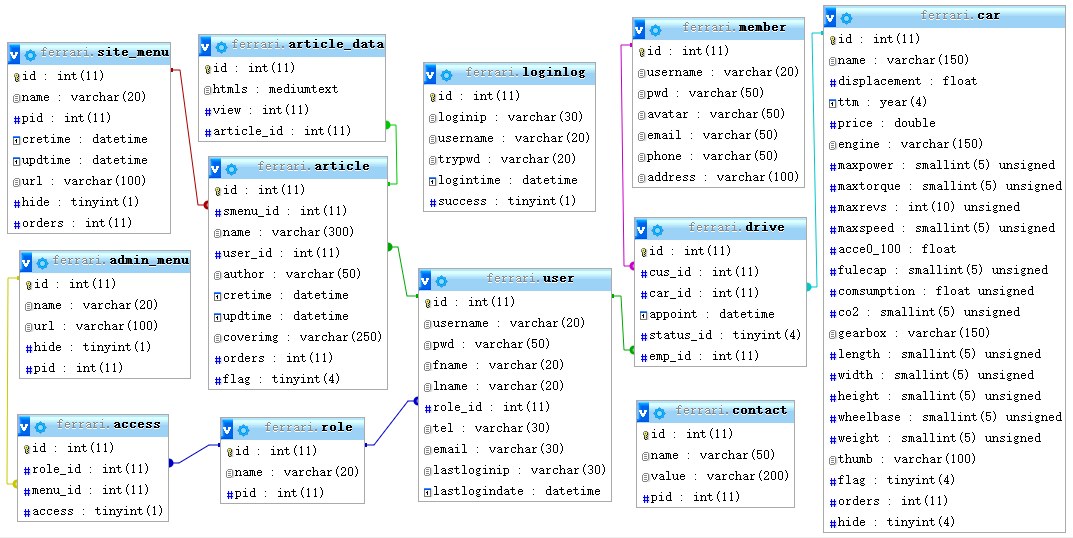 ferrari.site_menu
id : int(11)
name : varchar(20)
pid : int(11)
cretime : datetime
updtime : datetime
url : varchar(100)
hide : tinyint(1)
orders : int(11)
ferrari.article_data
id : int(11)
htmls : mediumtext
view : int(11)
article_id : int(11)
ferrari.loginlog
id : int(11)
loginip : varchar(30)
username : varchar(20)
trypwd : varchar(20)
logintime : datetime
success : tinyint(1)
ferrari.member
id : int(11)
username : varchar(20)
pwd : varchar(50)
avatar : varchar(50)
email : varchar(50)
phone : varchar(50)
address : varchar(100)
ferrari.car
id : int(11)
name : varchar(150)
displacement : float
ttm : year(4)
price : double
engine : varchar(150)
maxpower : smallint(5) unsigned
maxtorque : smallint(5) unsigned
maxrevs : int(10) unsigned
maxspeed : smallint(5) unsigned
acce0_100 : float
fulecap : smallint(5) unsigned
comsumption : float unsigned
co2 : smallint(5) unsigned
gearbox : varchar(150)
length : smallint(5) unsigned
width : smallint(5) unsigned
height : smallint(5) unsigned
wheelbase : smallint(5) unsigned
weight : smallint(5) unsigned
thumb : varchar(100)
flag : tinyint(4)
orders : int(11)
hide : tinyint(4)
ferrari.article
id : int(11)
smenu_id : int(11)
name : varchar(300)
user_id : int(11)
author : varchar(50)
cretime : datetime
updtime : datetime
coverimg : varchar(250)
orders : int(11)
flag : tinyint(4)
ferrari.drive
id : int(11)
cus_id : int(11)
car_id : int(11)
appoint : datetime
status_id : tinyint(4)
emp_id : int(11)
ferrari.admin_menu
id : int(11)
name : varchar(20)
url : varchar(100)
hide : tinyint(1)
pid : int(11)
ferrari.user
id : int(11)
username : varchar(20)
pwd : varchar(50)
fname : varchar(20)
lname : varchar(20)
role_id : int(11)
tel : varchar(30)
email : varchar(30)
lastloginip : varchar(30)
lastlogindate : datetime
ferrari.access
id : int(11)
role_id : int(11)
menu_id : int(11)
access : tinyint(1)
ferrari.role
id : int(11)
name : varchar(20)
pid : int(11)
ferrari.contact
id : int(11)
name : varchar(50)
value : varchar(200)
pid : int(11)